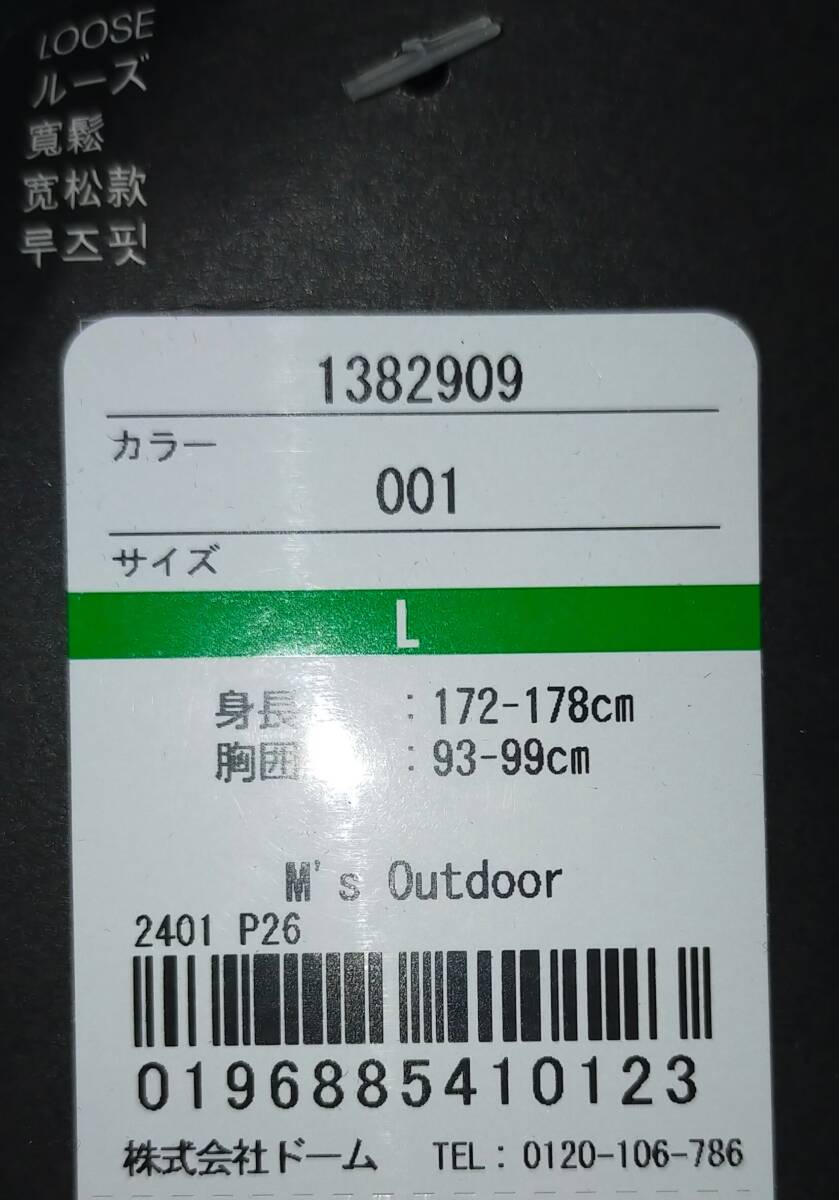 LOOSE
ルーズ
寬鬆
宽松款
루즈핏
1382909
カラー
001
サイズ
L
身長 : 172-178cm
胸囲 : 93-99cm
M's Outdoor
2401 P26
0196885410123
株式会社ドーム TEL: 0120-106-786